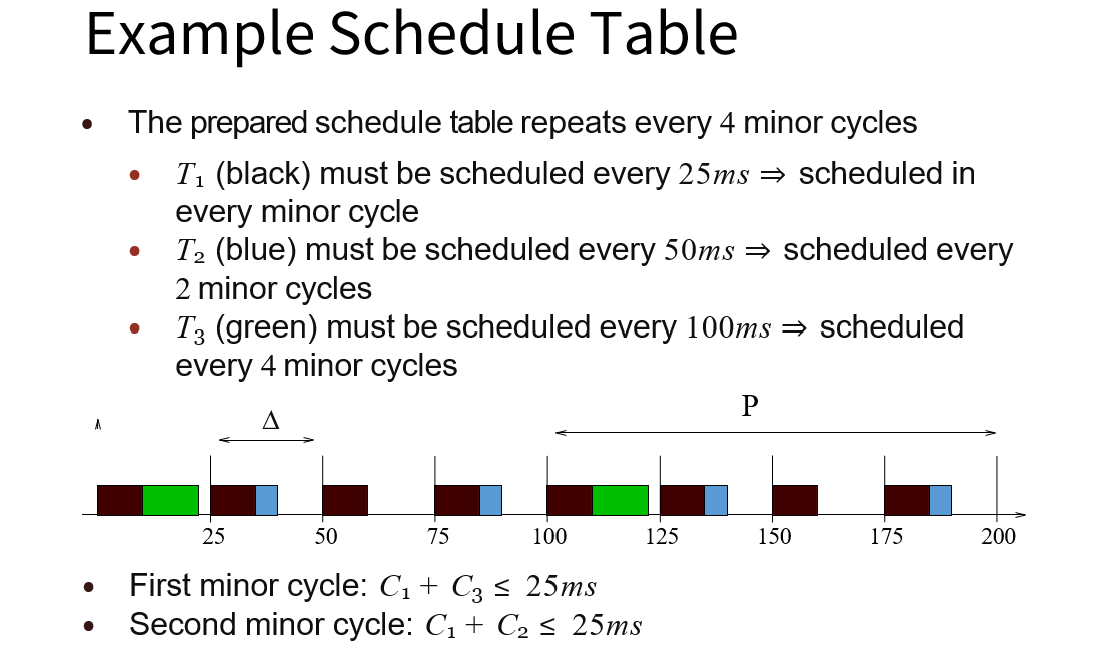 Example Schedule Table
• The prepared schedule table repeats every 4 minor cycles
• T₁ (black) must be scheduled every 25ms ⇒ scheduled in
every minor cycle
• T₂ (blue) must be scheduled every 50ms ⇒ scheduled every
2 minor cycles
• T₃ (green) must be scheduled every 100ms ⇒ scheduled
every 4 minor cycles
Δ
P
25 50 75 100 125 150 175 200
• First minor cycle: C₁ + C₃ ≤ 25ms
• Second minor cycle: C₁ + C₂ ≤ 25ms